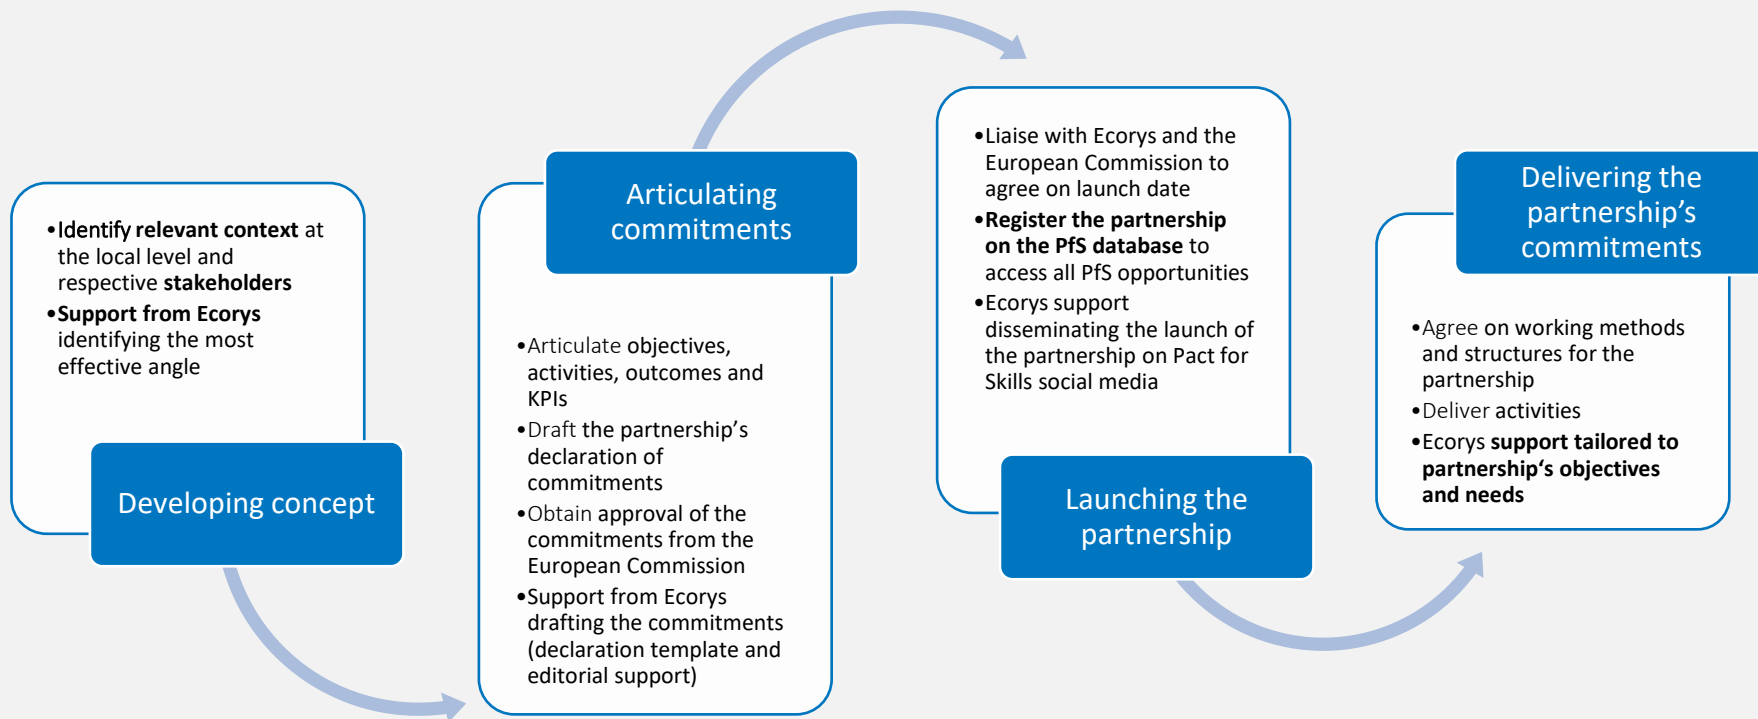 •Identify relevant context at
the local level and
respective stakeholders
•Support from Ecorys
identifying the most
effective angle
Developing concept
Articulating
commitments
•Articulate objectives,
activities, outcomes and
KPIs
•Draft the partnership’s
declaration of
commitments
•Obtain approval of the
commitments from the
European Commission
•Support from Ecorys
drafting the commitments
(declaration template and
editorial support)
•Liaise with Ecorys and the
European Commission to
agree on launch date
•Register the partnership
on the PfS database to
access all PfS opportunities
•Ecorys support
disseminating the launch of
the partnership on Pact for
Skills social media
Launching the
partnership
Delivering the
partnership’s
commitments
•Agree on working methods
and structures for the
partnership
•Deliver activities
•Ecorys support tailored to
partnership‘s objectives
and needs